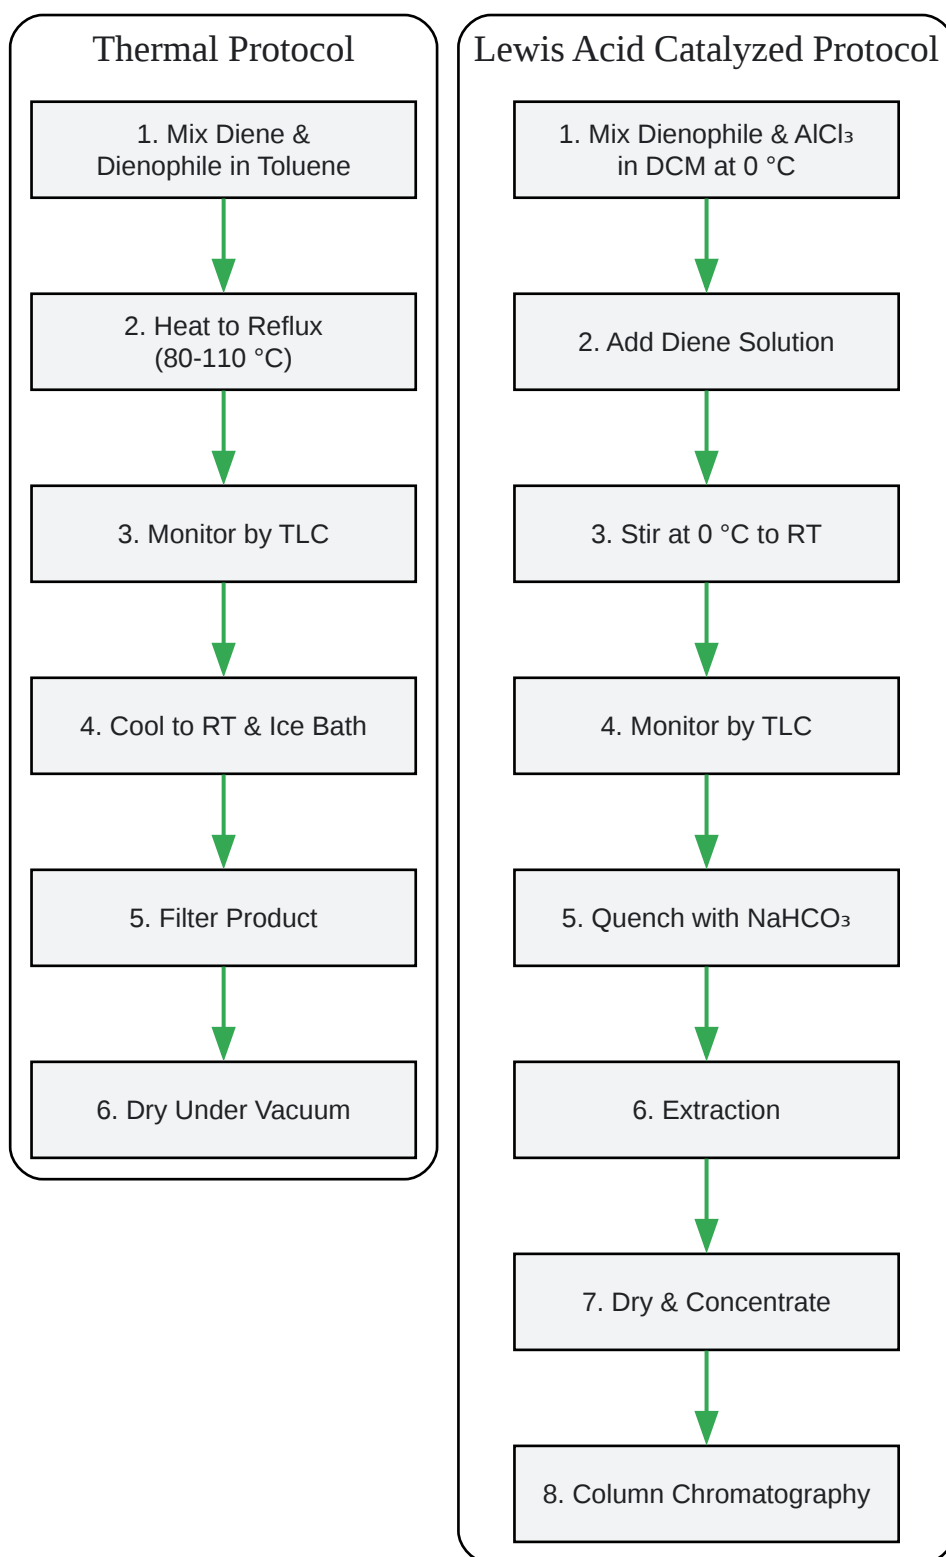 Thermal Protocol
1. Mix Diene &
Dienophile in Toluene
2. Heat to Reflux
(80-110 °C)
3. Monitor by TLC
4. Cool to RT & Ice Bath
5. Filter Product
6. Dry Under Vacuum
Lewis Acid Catalyzed Protocol
1. Mix Dienophile & AlCl₃
in DCM at 0 °C
2. Add Diene Solution
3. Stir at 0 °C to RT
4. Monitor by TLC
5. Quench with NaHCO₃
6. Extraction
7. Dry & Concentrate
8. Column Chromatography